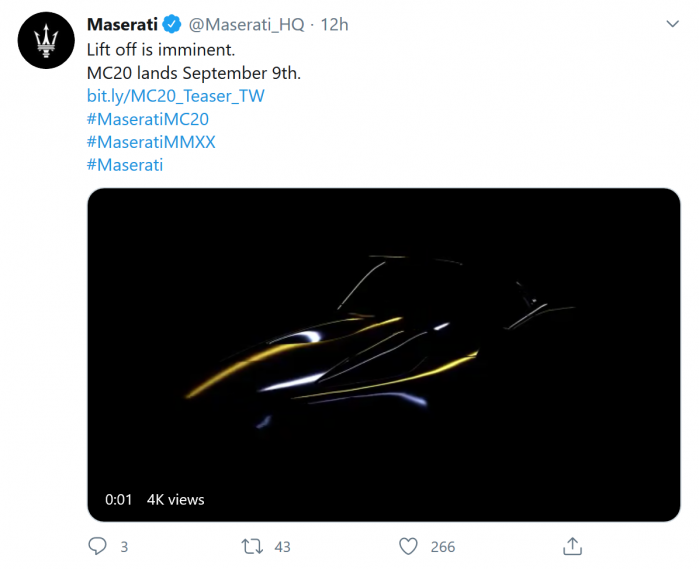 Maserati @Maserati_HQ · 12h
Lift off is imminent.
MC20 lands September 9th.
bit.ly/MC20_Teaser_TW
#MaseratiMC20
#MaseratiMMXX
#Maserati
0:01 4K views
3 43 266